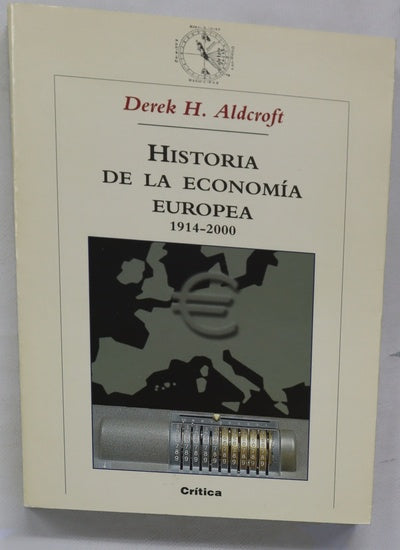 Derek H. Aldcroft
HISTORIA
DE LA ECONOMÍA
EUROPEA
1914-2000
€
Crítica